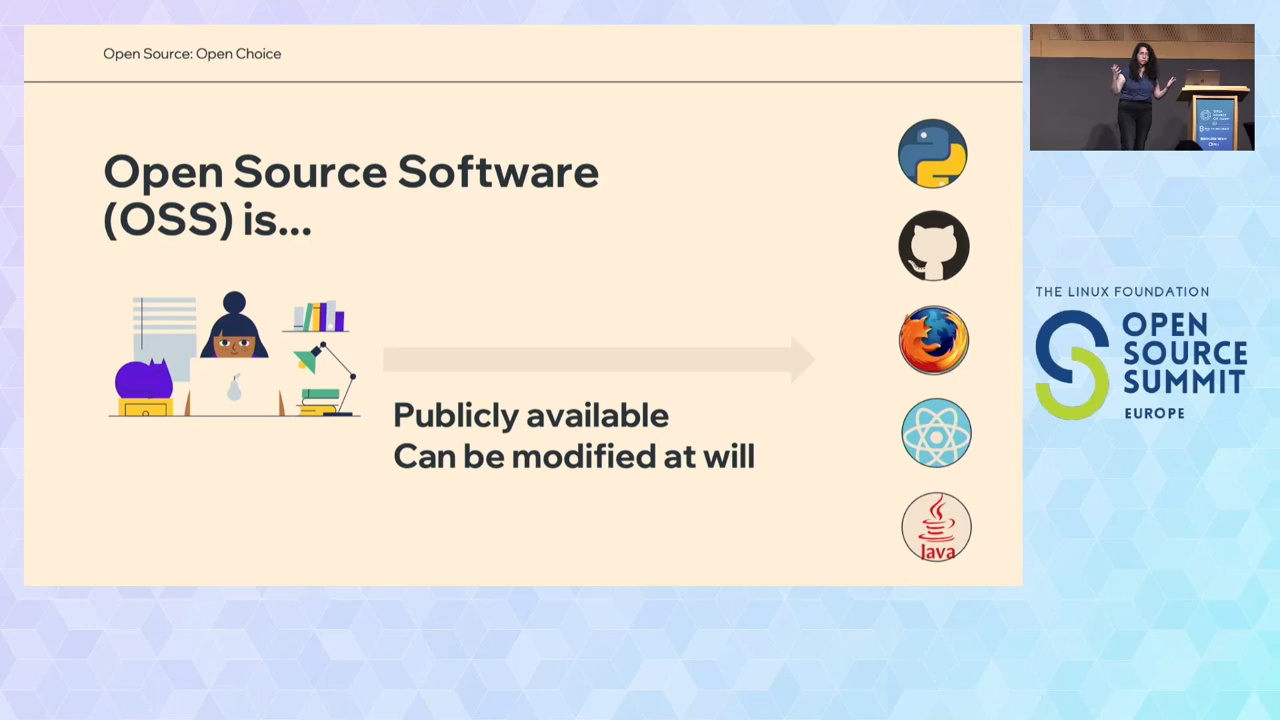 Open Source: Open Choice
Open Source Software
(OSS) is...
Publicly available
Can be modified at will
Java
THE LINUX FOUNDATION
OPEN
SOURCE
SUMMIT
EUROPE